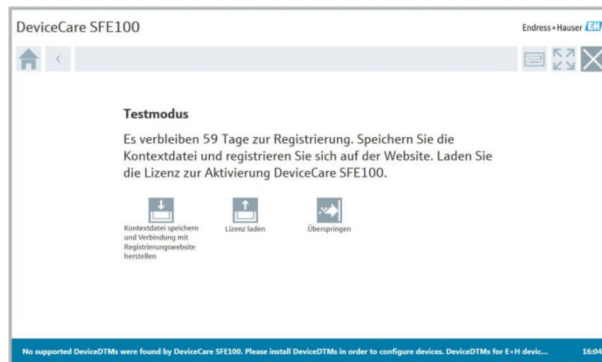 DeviceCare SFE100
Endress+Hauser EH
Testmodus
Es verbleiben 59 Tage zur Registrierung. Speichern Sie die
Kontextdatei und registrieren Sie sich auf der Website. Laden Sie
die Lizenz zur Aktivierung DeviceCare SFE100.
Kontextdatei speichern
und Verbindung mit
Registrierungswebsite
herstellen
Lizenz laden
Überspringen
No supported DeviceDTMs were found by DeviceCare SFE100. Please install DeviceDTMs in order to configure devices. DeviceDTMs for E+H devic...
16:04